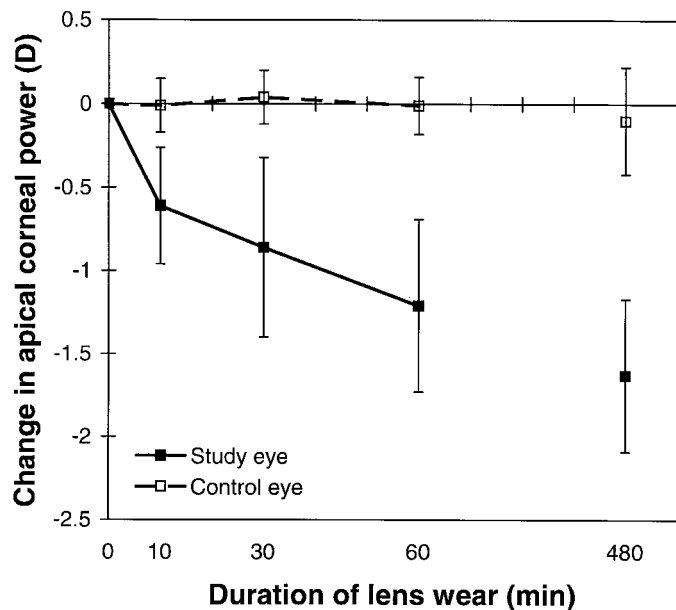 Change in apical corneal power (D)
0.5
0
-0.5
-1
-1.5
-2
-2.5
Study eye
Control eye
0 10 30 60 480
Duration of lens wear (min)